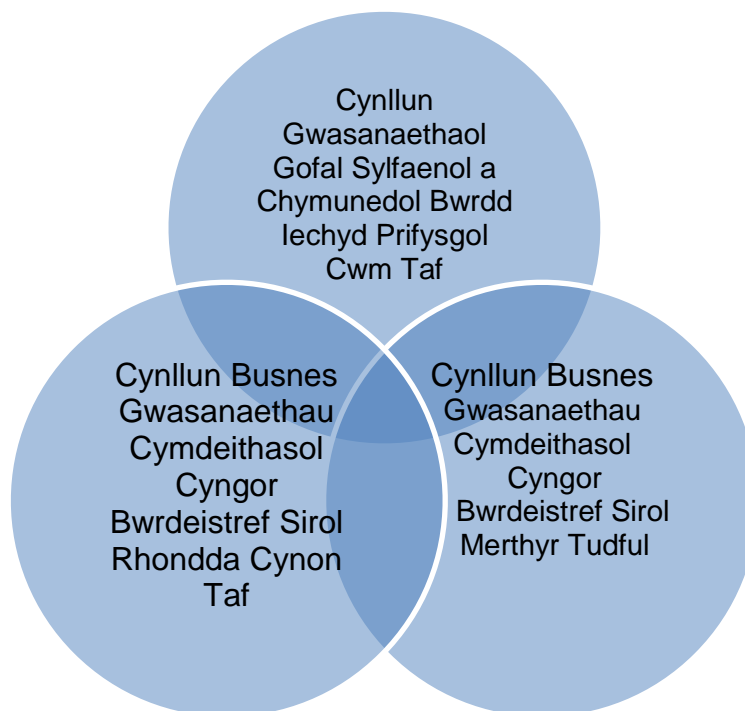 Cynllun
Gwasanaethaol
Gofal Sylfaenol a
Chymunedol Bwrdd
Iechyd Prifysgol
Cwm Taf
Cynllun Busnes
Gwasanaethau
Cymdeithasol
Cyngor
Bwrdeistref Sirol
Rhondda Cynon
Taf
Cynllun Busnes
Gwasanaethau
Cymdeithasol
Cyngor
Bwrdeistref Sirol
Merthyr Tudful